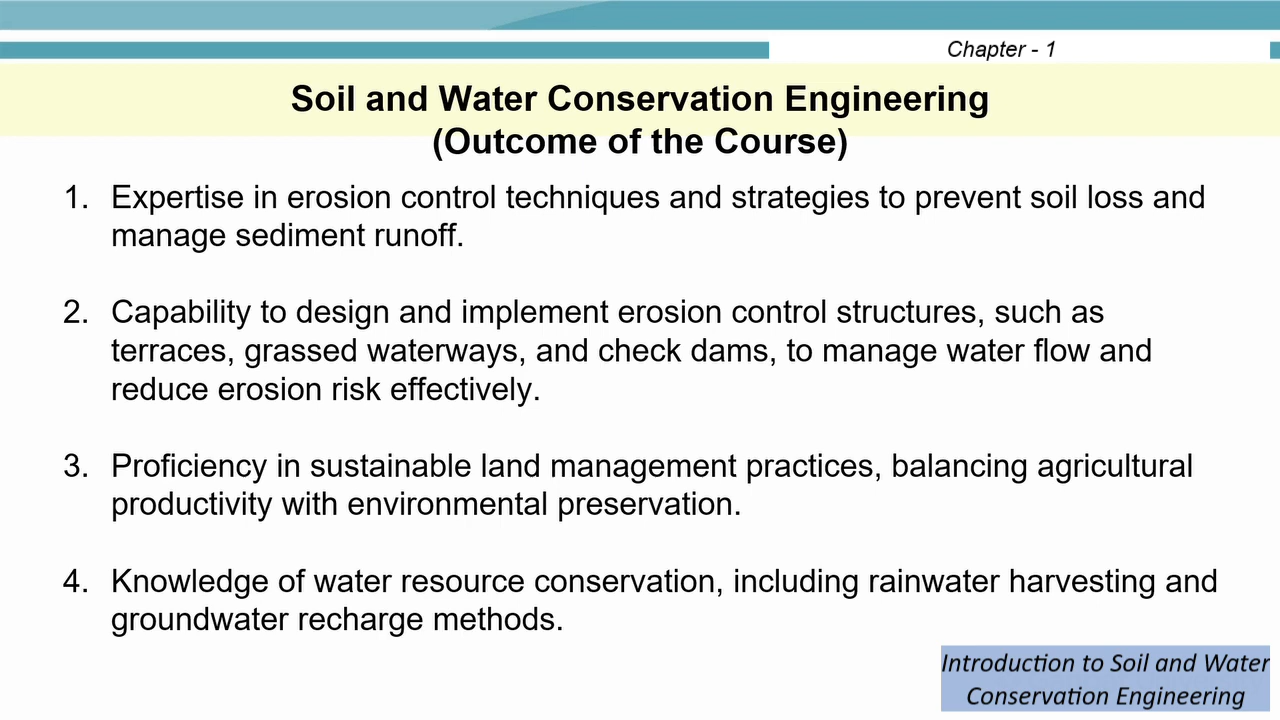 Chapter - 1
Soil and Water Conservation Engineering
(Outcome of the Course)
1. Expertise in erosion control techniques and strategies to prevent soil loss and
manage sediment runoff.
2. Capability to design and implement erosion control structures, such as
terraces, grassed waterways, and check dams, to manage water flow and
reduce erosion risk effectively.
3. Proficiency in sustainable land management practices, balancing agricultural
productivity with environmental preservation.
4. Knowledge of water resource conservation, including rainwater harvesting and
groundwater recharge methods.
Introduction to Soil and Water
Conservation Engineering